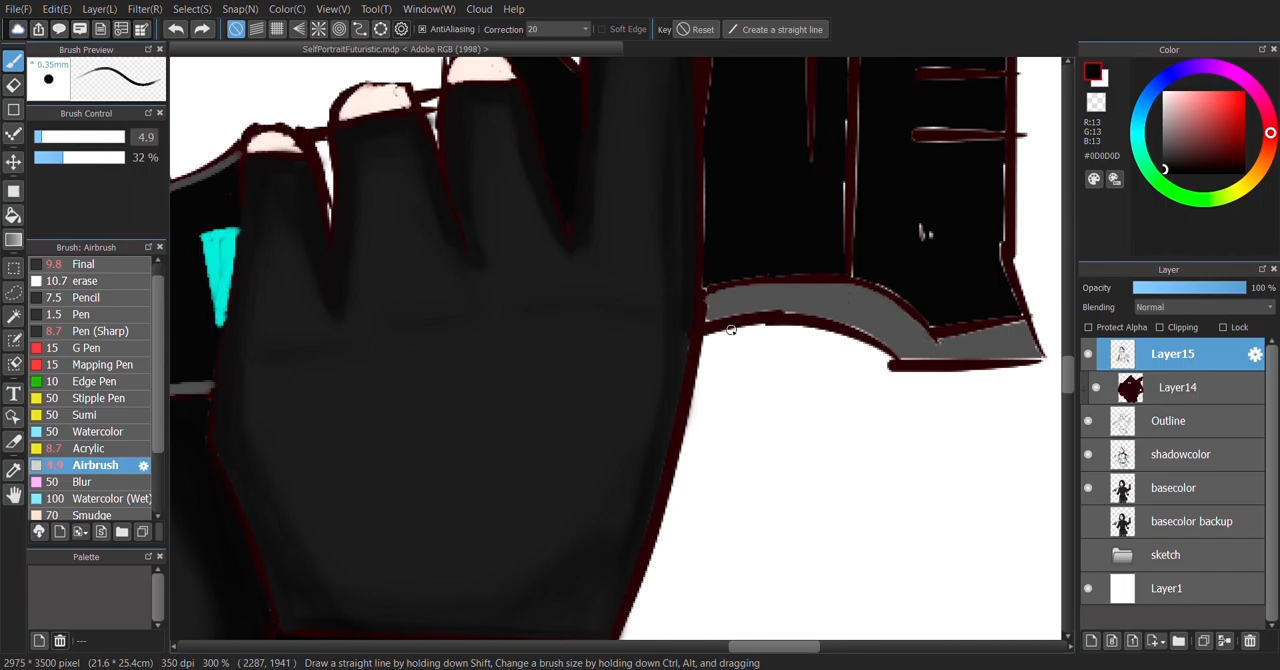 File(F) Edit(E) Layer(L) Filter(R) Select(S) Snap(N) Color(C) View(V) Tool(T) Window(W) Cloud Help
AntiAliasing Correction 20 Soft Edge Key Reset Create a straight line
Brush Preview
SelfPortraitFuturistic.mdp < Adobe RGB (1998) >
Color
* 0.35mm
R:13
G:13
B:13
#0D0D0D
Brush Control
4.9
32 %
Brush: Airbrush
9.8 Final
10.7 erase
7.5 Pencil
1.5 Pen
8.7 Pen (Sharp)
15 G Pen
15 Mapping Pen
10 Edge Pen
50 Stipple Pen
50 Sumi
50 Watercolor
8.7 Acrylic
4.9 Airbrush
50 Blur
100 Watercolor (Wet)
70 Smudge
Palette
---
Layer
Opacity 100 %
Blending Normal
Protect Alpha Clipping Lock
Layer15
Layer14
Outline
shadowcolor
basecolor
basecolor backup
sketch
Layer1
2975 * 3500 pixel (21.6 * 25.4cm) 350 dpi 300 % ( 2287, 1941 ) Draw a straight line by holding down Shift, Change a brush size by holding down Ctrl, Alt, and dragging